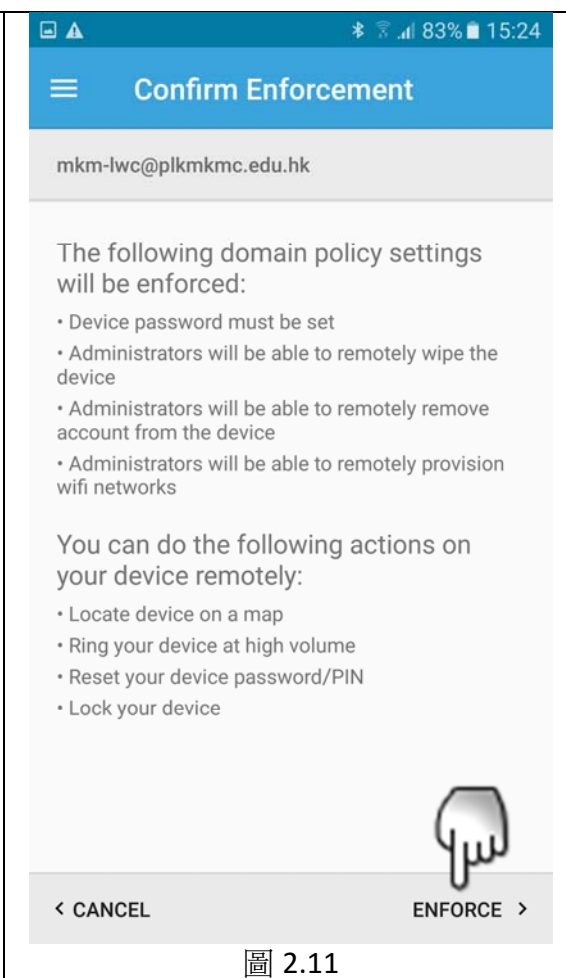 83% 15:24
Confirm Enforcement
mkm-lwc@plkmkmc.edu.hk
The following domain policy settings
will be enforced:
• Device password must be set
• Administrators will be able to remotely wipe the
device
• Administrators will be able to remotely remove
account from the device
• Administrators will be able to remotely provision
wifi networks
You can do the following actions on
your device remotely:
• Locate device on a map
• Ring your device at high volume
• Reset your device password/PIN
• Lock your device
< CANCEL ENFORCE >
圖 2.11